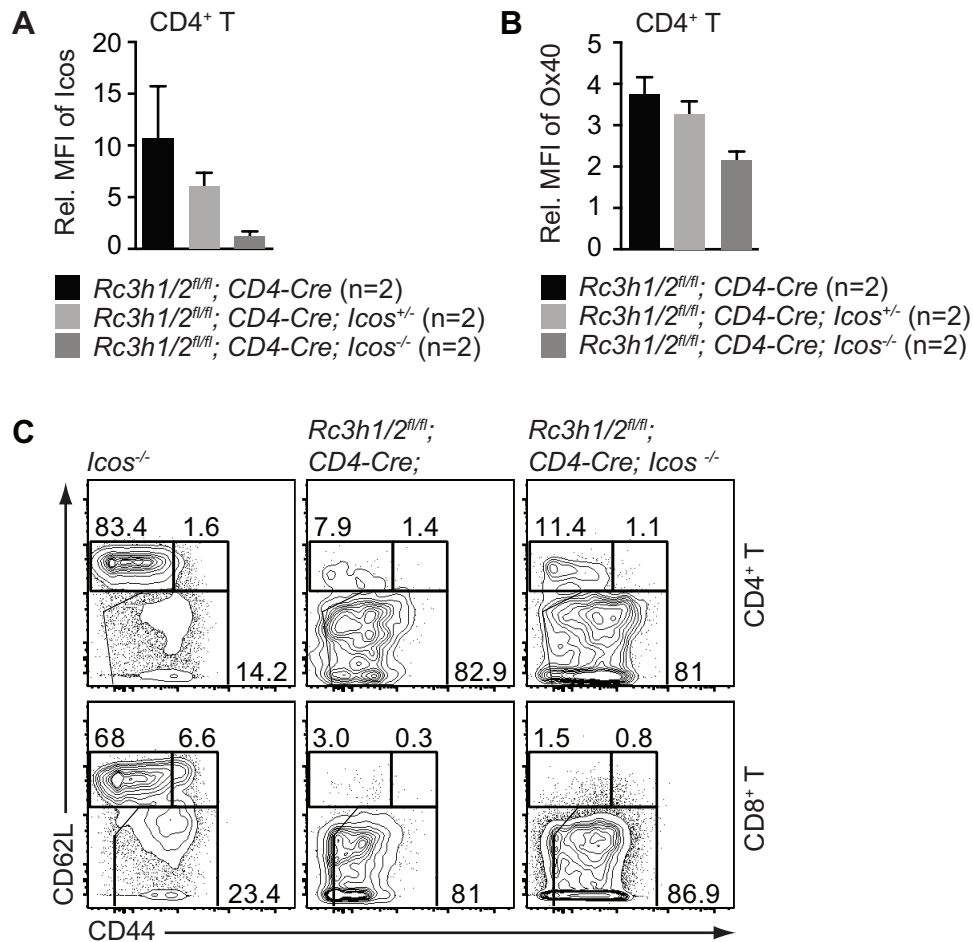 A
CD4+ T
Rel. MFI of Icos
20
15
10
5
0
Rc3h1/2fl/fl; CD4-Cre (n=2)
Rc3h1/2fl/fl; CD4-Cre; Icos+/- (n=2)
Rc3h1/2fl/fl; CD4-Cre; Icos-/- (n=2)
B
CD4+ T
Rel. MFI of Ox40
5
4
3
2
1
0
Rc3h1/2fl/fl; CD4-Cre (n=2)
Rc3h1/2fl/fl; CD4-Cre; Icos+/- (n=2)
Rc3h1/2fl/fl; CD4-Cre; Icos-/- (n=2)
C
Icos-/-
Rc3h1/2fl/fl;
CD4-Cre;
Rc3h1/2fl/fl;
CD4-Cre; Icos -/-
83.4 1.6
14.2
7.9 1.4
82.9
11.4 1.1
81
CD4+ T
68 6.6
23.4
3.0 0.3
81
1.5 0.8
86.9
CD8+ T
CD62L
CD44